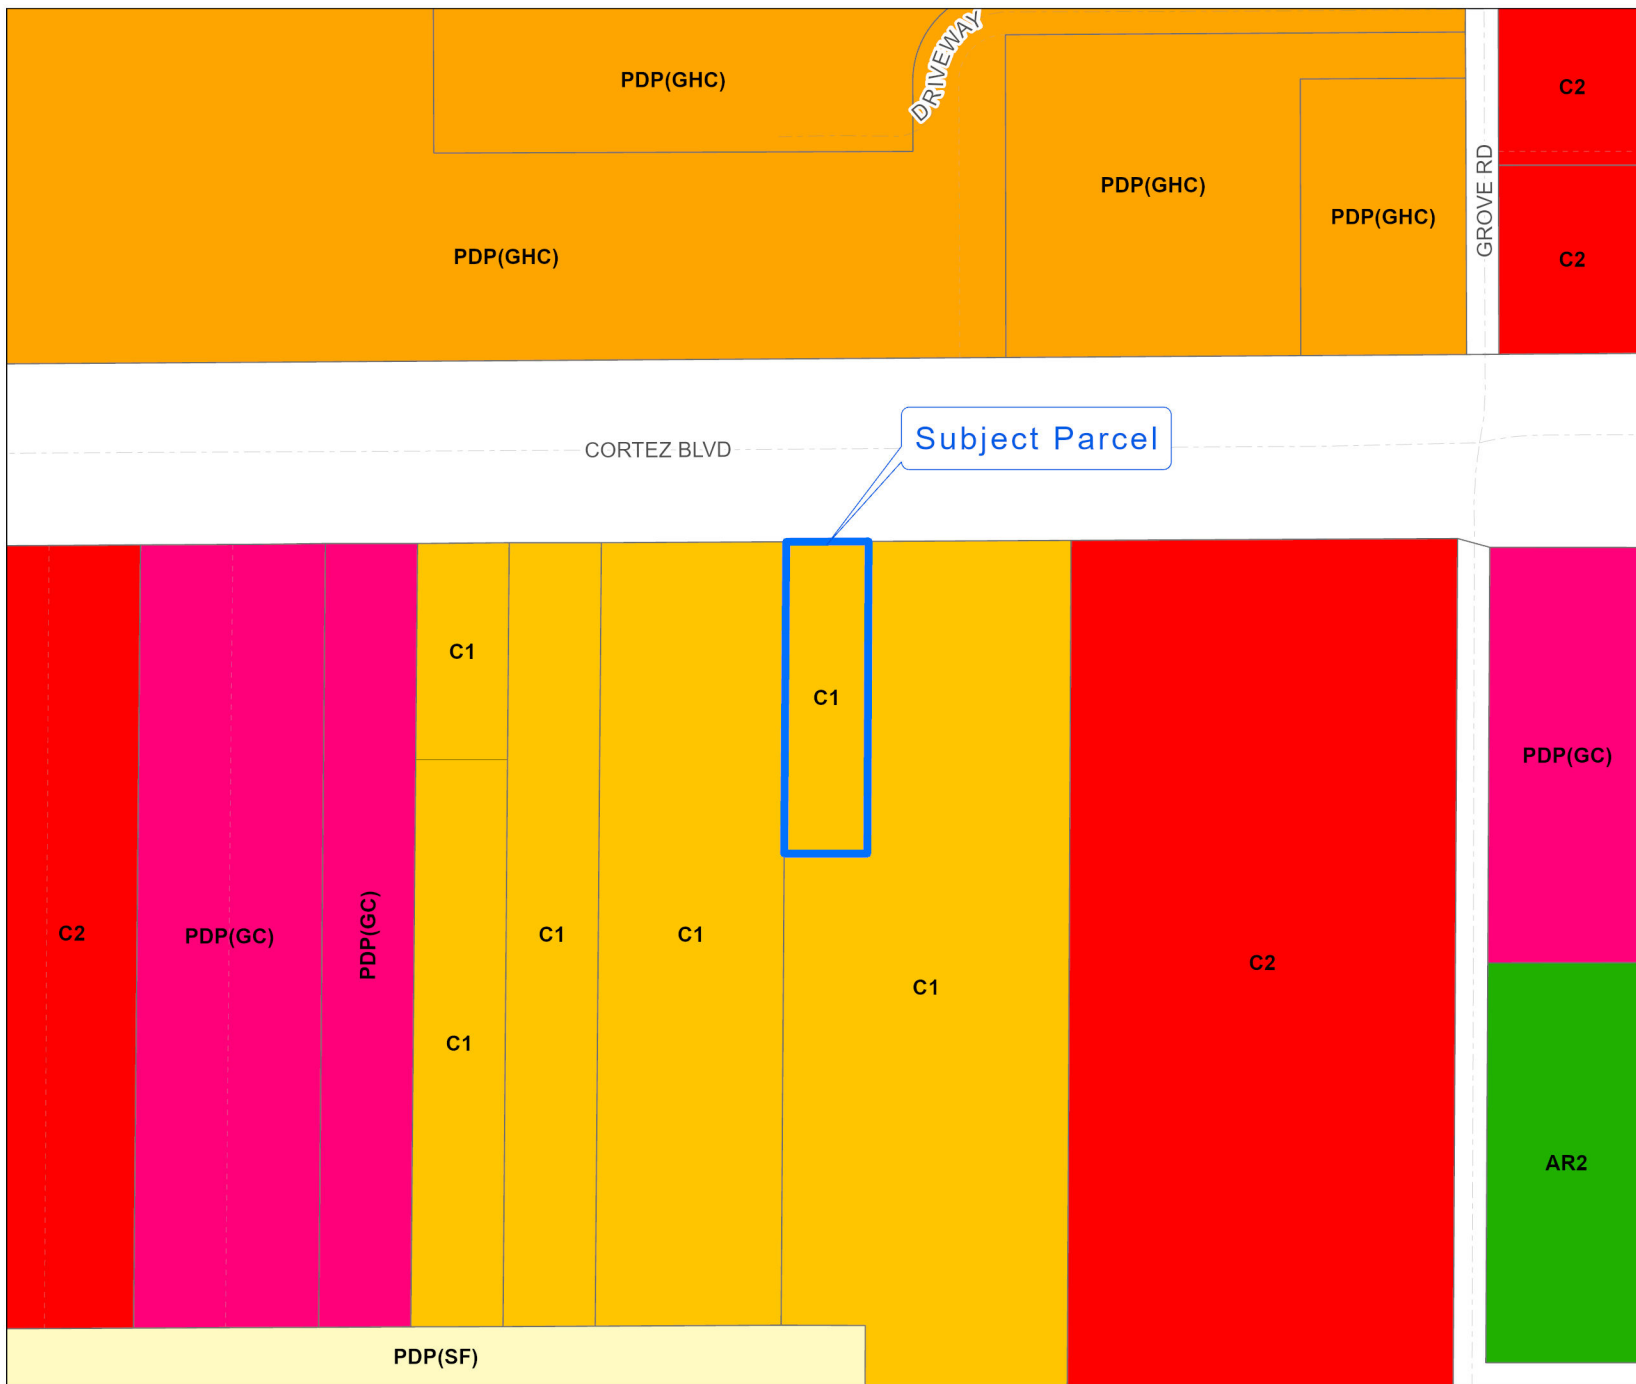 DRIVEWAY
PDP(GHC)
C2
GROVE RD
PDP(GHC)
PDP(GHC)
PDP(GHC)
C2
Subject Parcel
CORTEZ BLVD
C1
C1
PDP(GC)
C2
PDP(GC)
PDP(GC)
C1
C1
C2
C1
C1
AR2
PDP(SF)